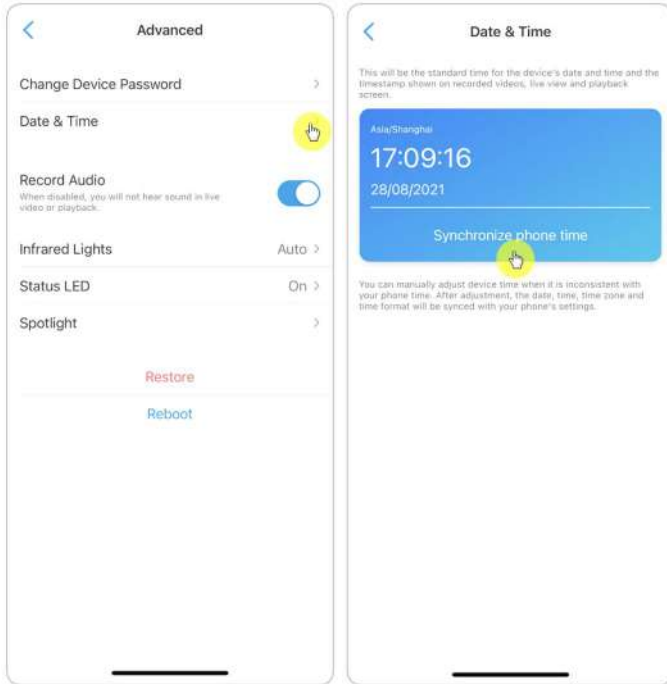 Advanced
Change Device Password
Date & Time
Record Audio
When disabled, you will not hear sound in live
video or playback.
Infrared Lights
Auto
Status LED
On
Spotlight
Restore
Reboot
Date & Time
This will be the standard time for the device's date and time and the
timestamp shown on recorded videos, live view and playback
screen.
Asia/Shanghai
17:09:16
28/08/2021
Synchronize phone time
You can manually adjust device time when it is inconsistent with
your phone time. After adjustment, the date, time, time zone and
time format will be synced with your phone's settings.